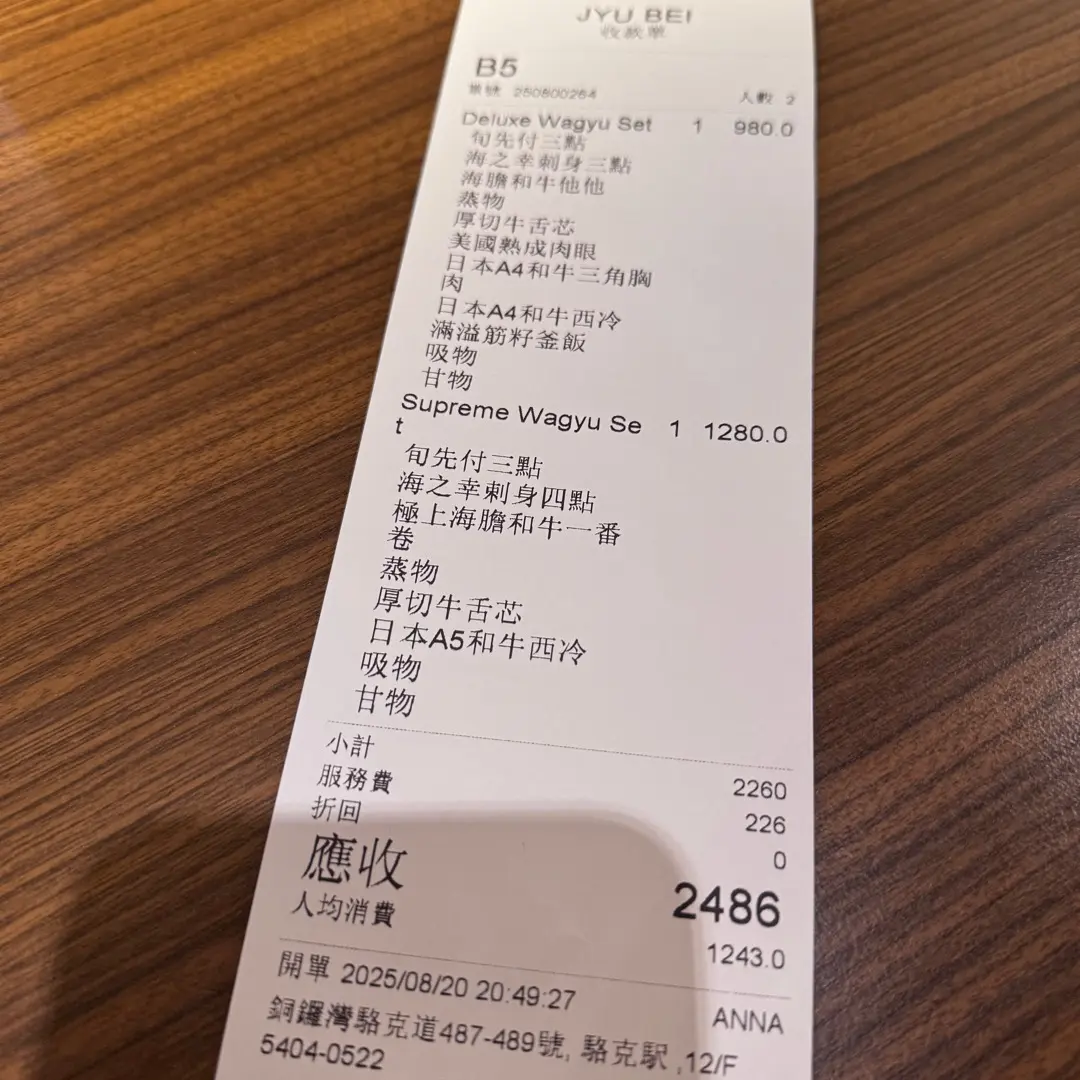 JYU BEI
收款單
B5
單號 250800264 人數 2
Deluxe Wagyu Set 1 980.0
旬先付三點
海之幸刺身三點
海膽和牛他他
蒸物
厚切牛舌芯
美國熟成肉眼
日本A4和牛三角胸
肉
日本A4和牛西冷
滿溢筋籽釜飯
吸物
甘物
Supreme Wagyu Se 1 1280.0
t
旬先付三點
海之幸刺身四點
極上海膽和牛一番
卷
蒸物
厚切牛舌芯
日本A5和牛西冷
吸物
甘物
小計 2260
服務費 226
折回 0
應收 2486
人均消費 1243.0
開單 2025/08/20 20:49:27 ANNA
銅鑼灣駱克道487-489號, 駱克駅 ,12/F
5404-0522